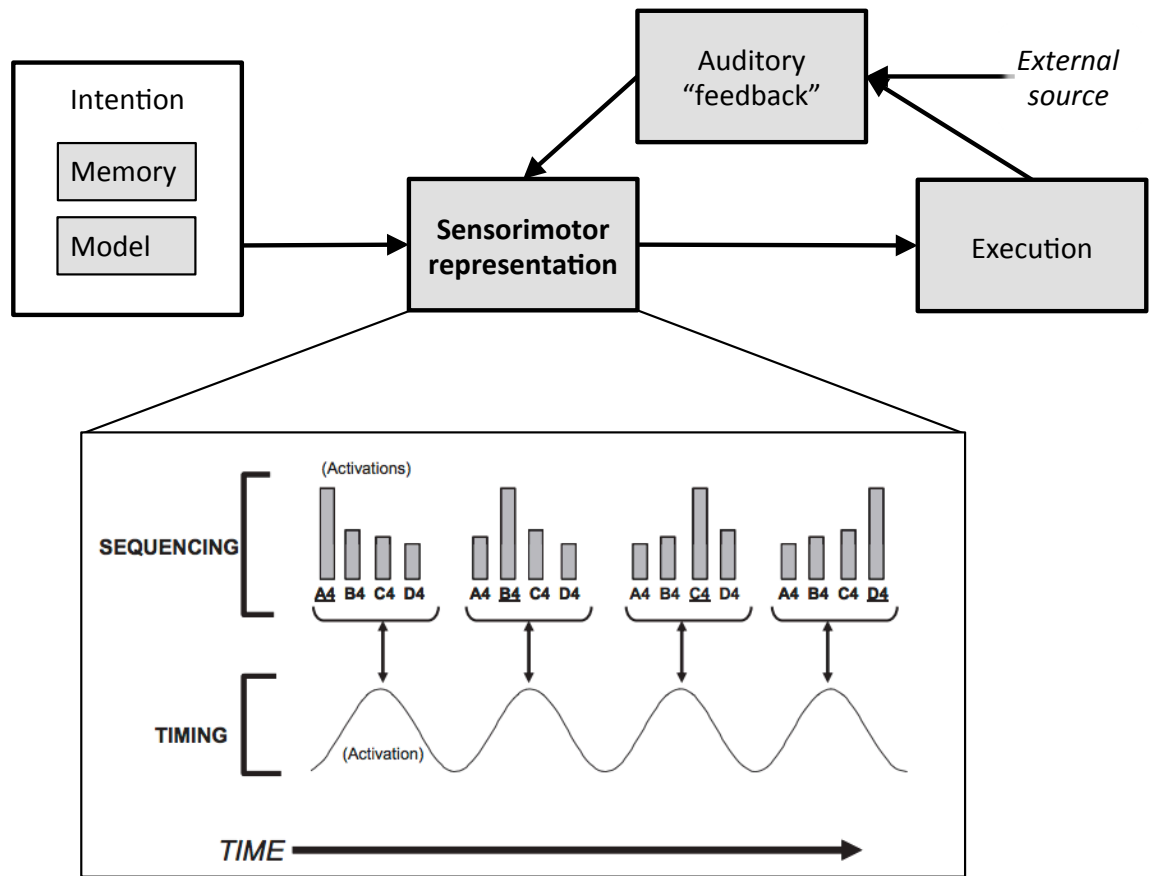 Intention
Memory
Model
Sensorimotor
representation
Auditory
“feedback”
External
source
Execution
(Activations)
SEQUENCING
A4 B4 C4 D4 A4 B4 C4 D4 A4 B4 C4 D4 A4 B4 C4 D4
TIMING
(Activation)
TIME